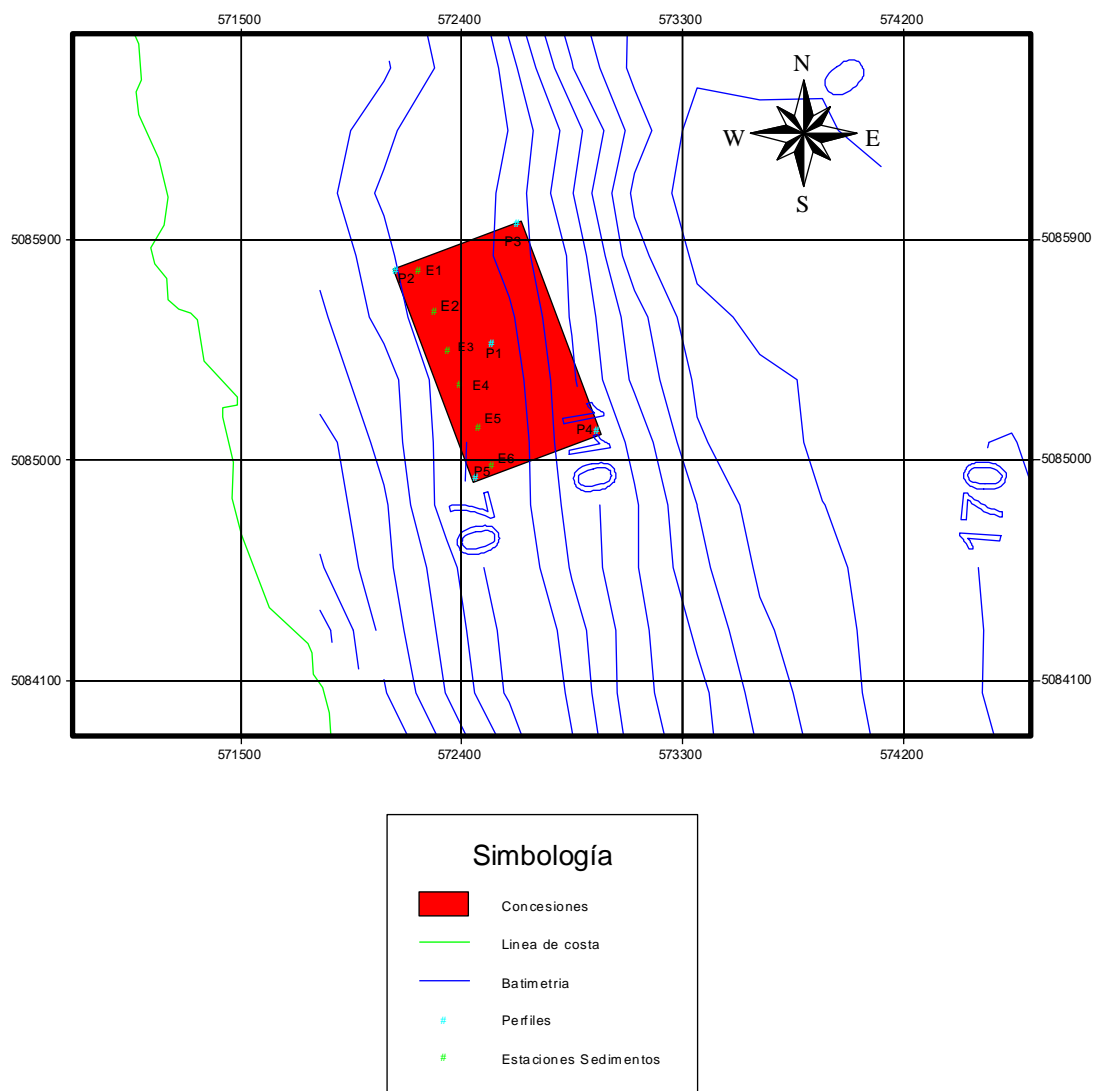 571500 572400 573300 574200
N
W E
S
5085900 5085900
P3
P2 E1
E2
E3 P1
E4
E5 P4
110
5085000 5085000
P5 E6
70
170
5084100 5084100
571500 572400 573300 574200
Simbología
Concesiones
Linea de costa
Batimetria
Perfiles
Estaciones Sedimentos